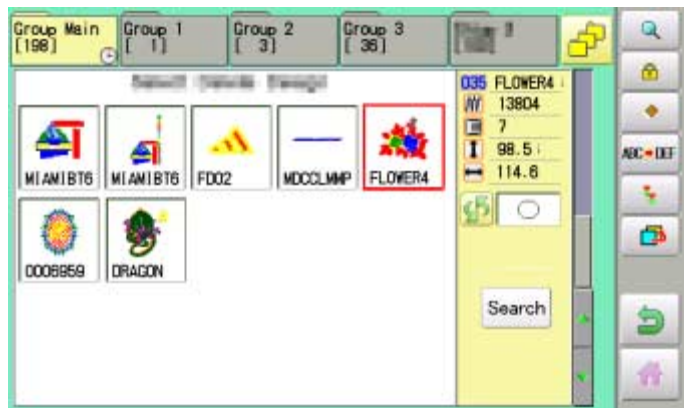 Group Main
[198]
Group 1
[ 1]
Group 2
[ 3]
Group 3
[ 36]
035 FLOWER4
13804
7
98.5
114.6
MIAMIBT6
MIAMIBT6
FD02
MDCCLMMP
FLOWER4
0006959
DRAGON
Search
ABC DEF